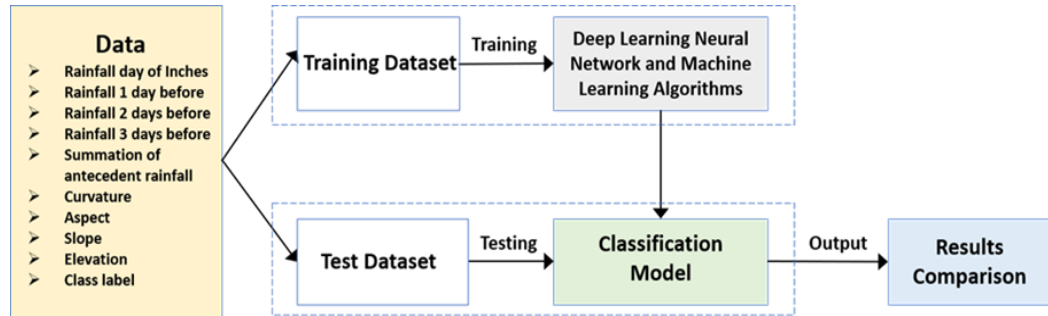 Data
➤ Rainfall day of Inches
➤ Rainfall 1 day before
➤ Rainfall 2 days before
➤ Rainfall 3 days before
➤ Summation of
antecedent rainfall
➤ Curvature
➤ Aspect
➤ Slope
➤ Elevation
➤ Class label
Training Dataset
Training
Deep Learning Neural
Network and Machine
Learning Algorithms
Test Dataset
Testing
Classification
Model
Output
Results
Comparison